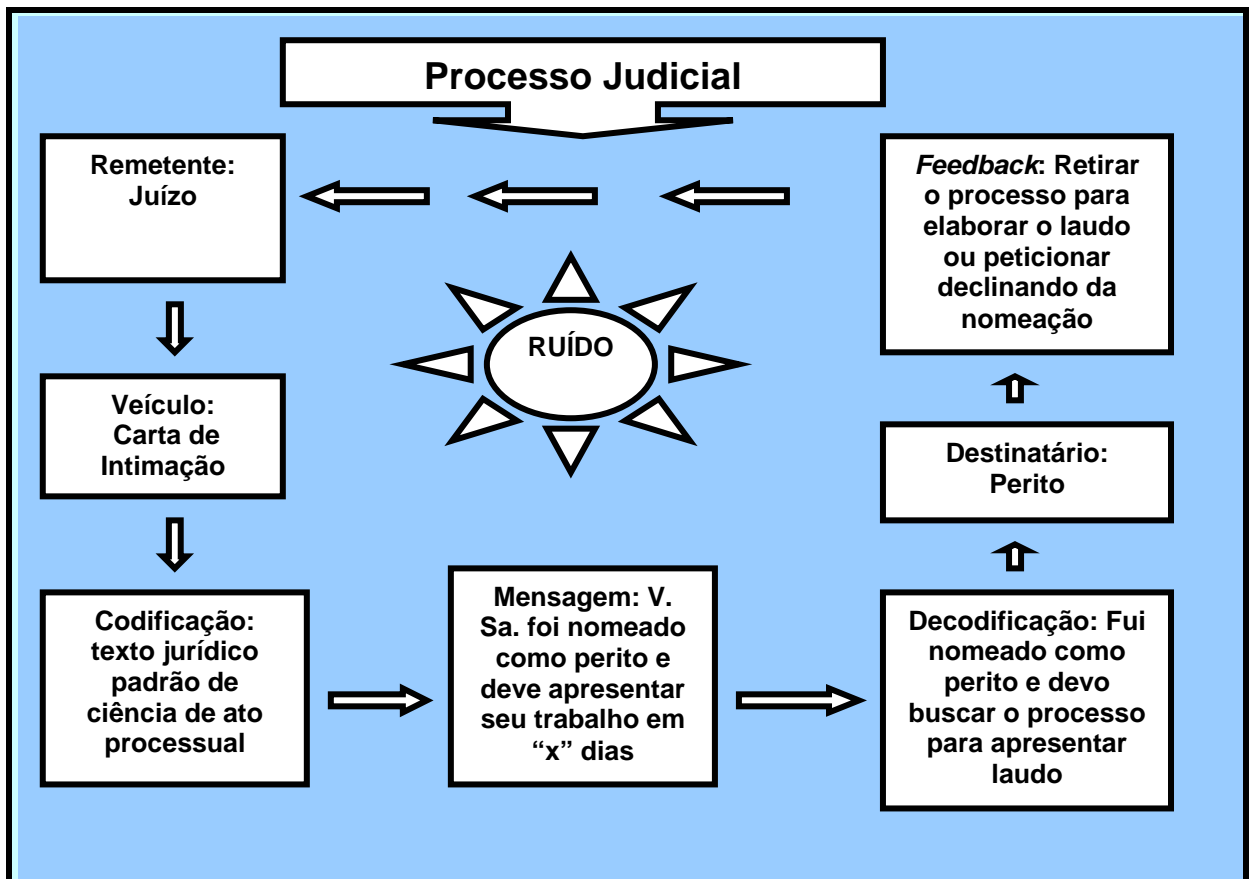 Processo Judicial
Remetente:
Juízo
Veículo:
Carta de
Intimação
Codificação:
texto jurídico
padrão de
ciência de ato
processual
Mensagem: V.
Sa. foi nomeado
como perito e
deve apresentar
seu trabalho em
“x” dias
Decodificação: Fui
nomeado como
perito e devo
buscar o processo
para apresentar
laudo
Destinatário:
Perito
Feedback: Retirar
o processo para
elaborar o laudo
ou peticionar
declinando da
nomeação
RUÍDO